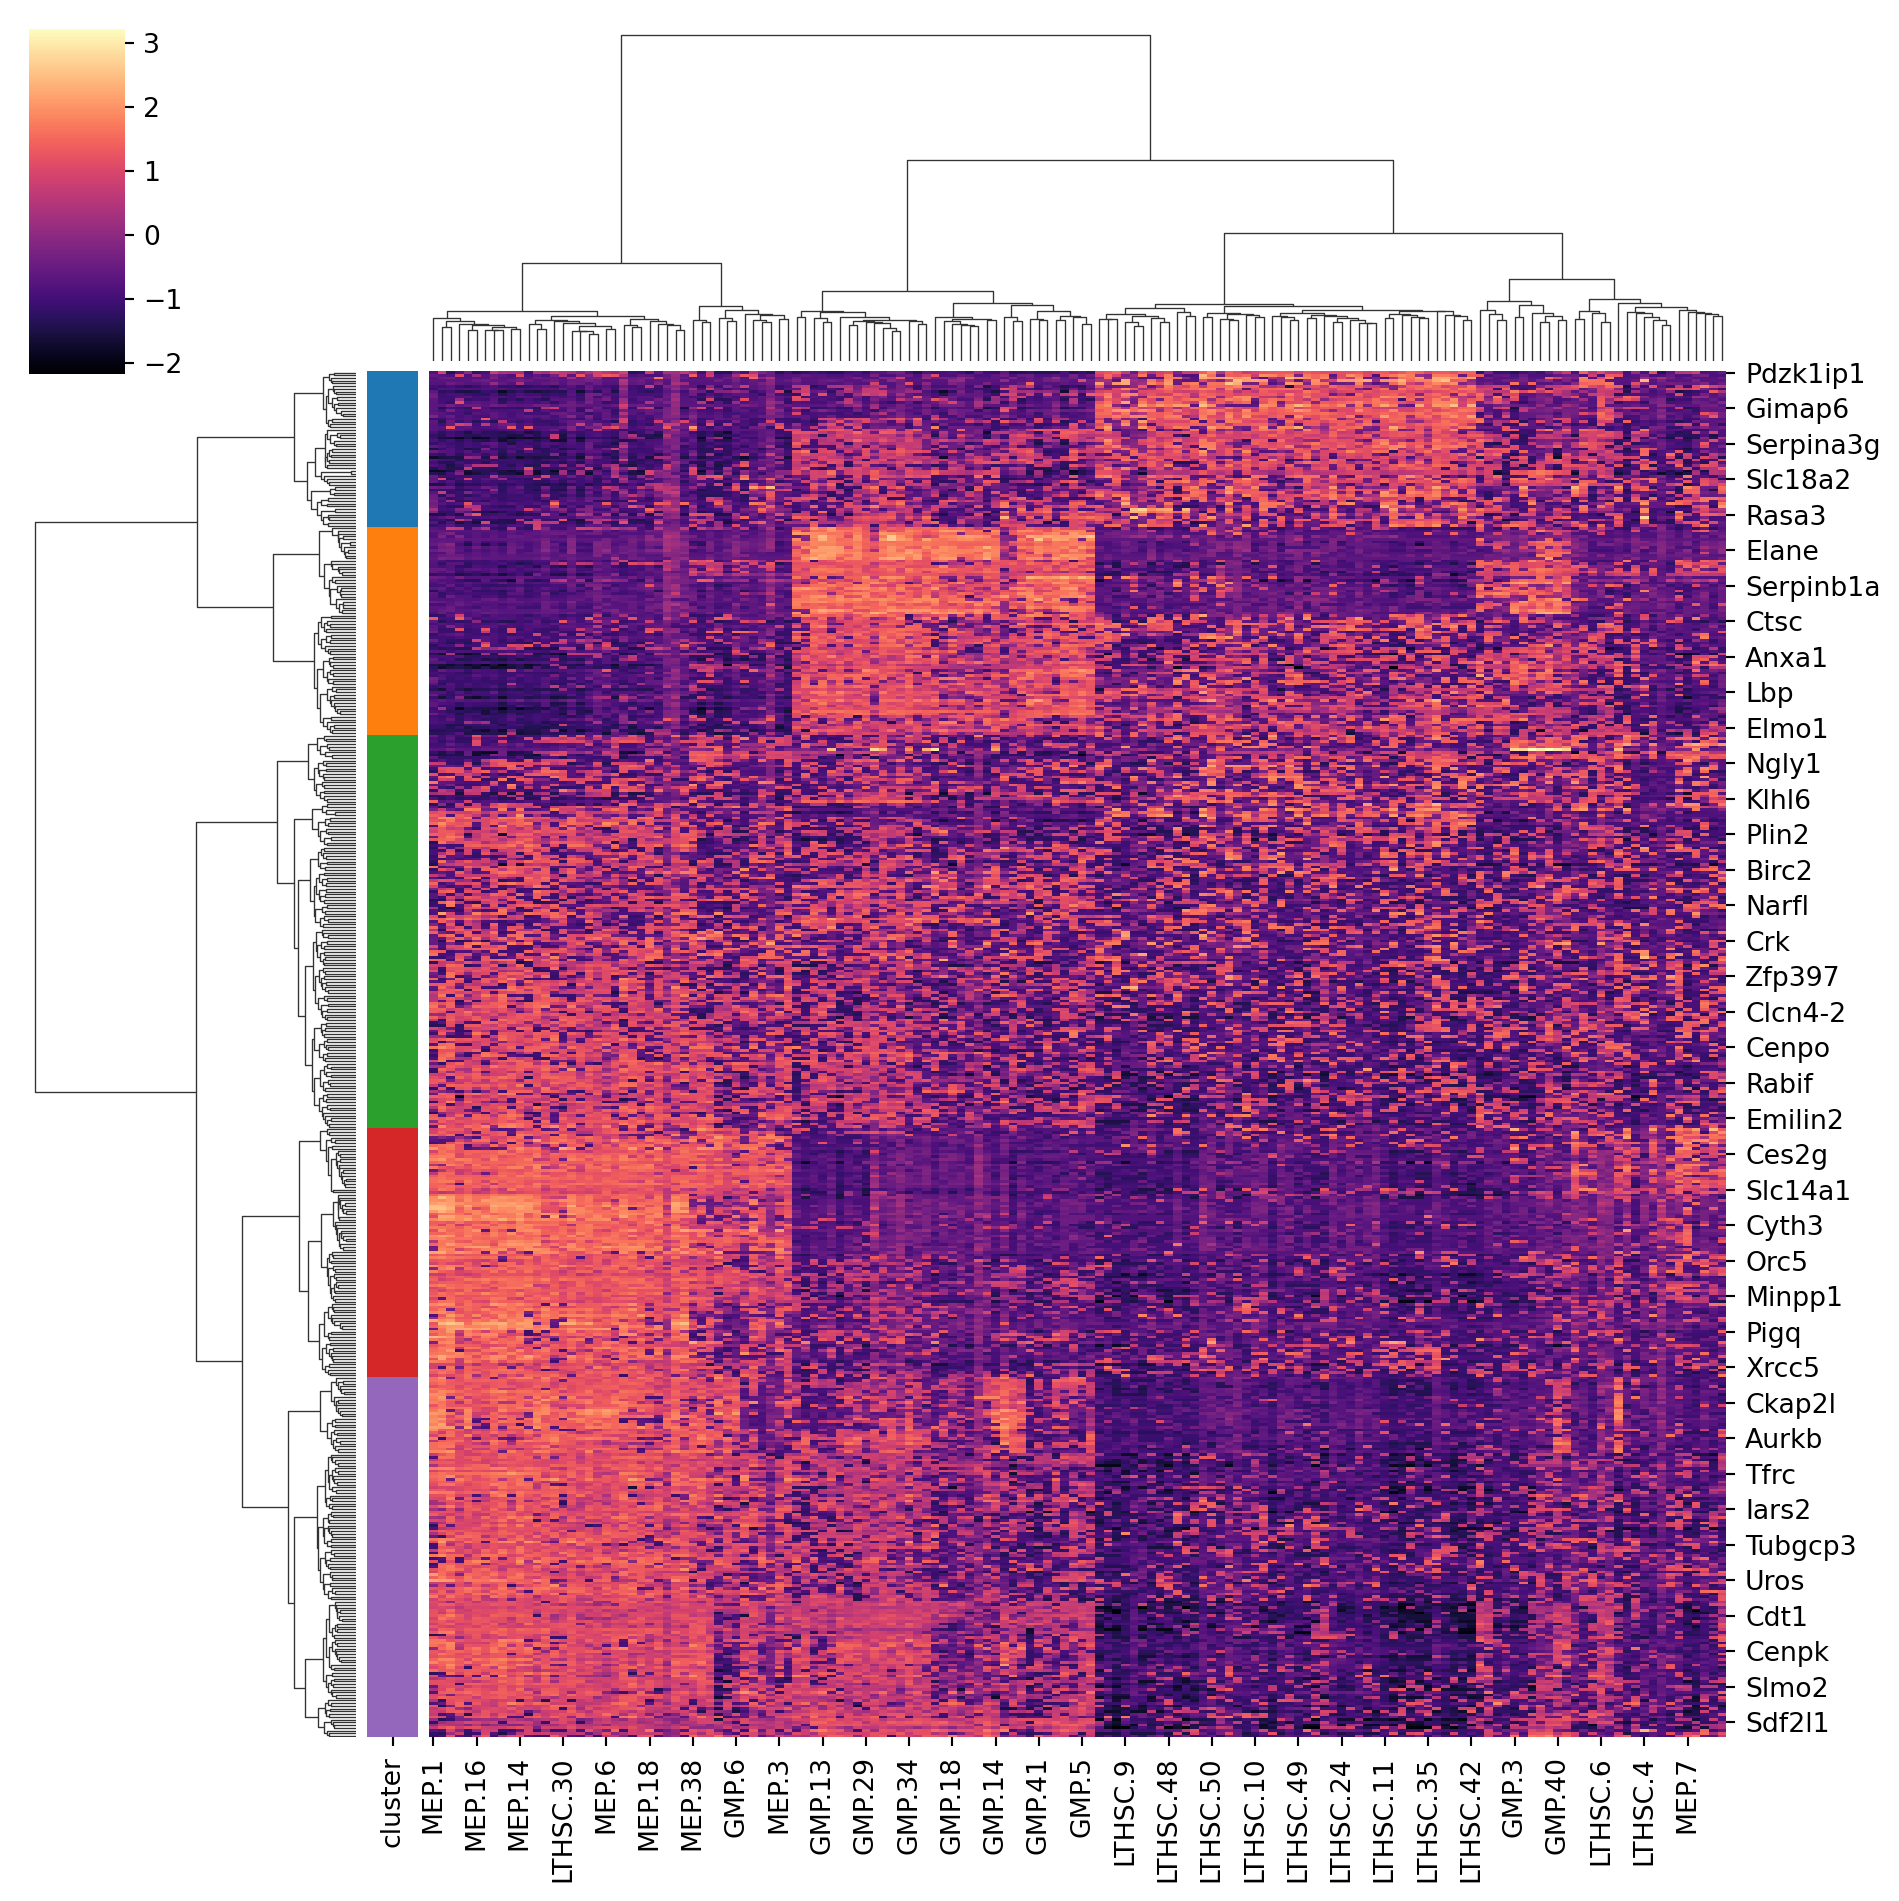 3
2
1
0
−1
−2
Pdzk1ip1
Gimap6
Serpina3g
Slc18a2
Rasa3
Elane
Serpinb1a
Ctsc
Anxa1
Lbp
Elmo1
Ngly1
Klhl6
Plin2
Birc2
Narfl
Crk
Zfp397
Clcn4-2
Cenpo
Rabif
Emilin2
Ces2g
Slc14a1
Cyth3
Orc5
Minpp1
Pigq
Xrcc5
Ckap2l
Aurkb
Tfrc
Iars2
Tubgcp3
Uros
Cdt1
Cenpk
Slmo2
Sdf2l1
cluster
MEP.1
MEP.16
MEP.14
LTHSC.30
MEP.6
MEP.18
MEP.38
GMP.6
MEP.3
GMP.13
GMP.29
GMP.34
GMP.18
GMP.14
GMP.41
GMP.5
LTHSC.9
LTHSC.48
LTHSC.50
LTHSC.10
LTHSC.49
LTHSC.24
LTHSC.11
LTHSC.35
LTHSC.42
GMP.3
GMP.40
LTHSC.6
LTHSC.4
MEP.7